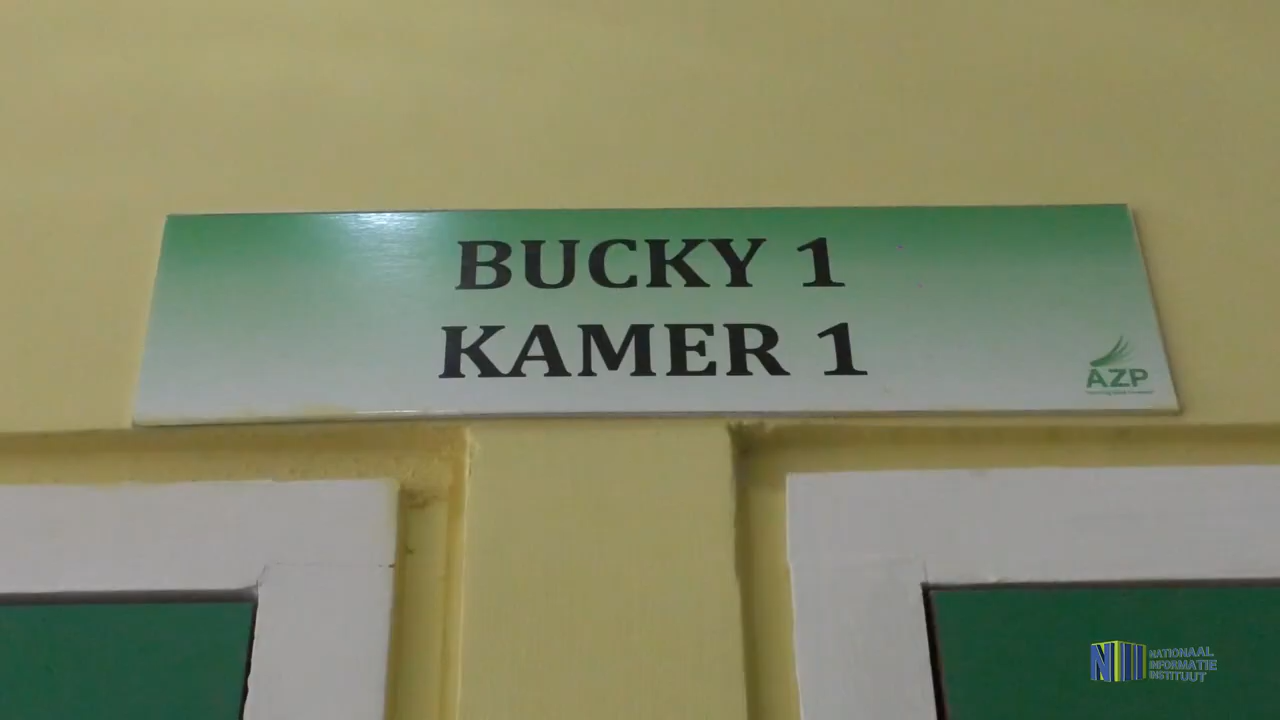 BUCKY 1
KAMER 1
AZP
NATIONAAL
INFORMATIE
INSTITUUT